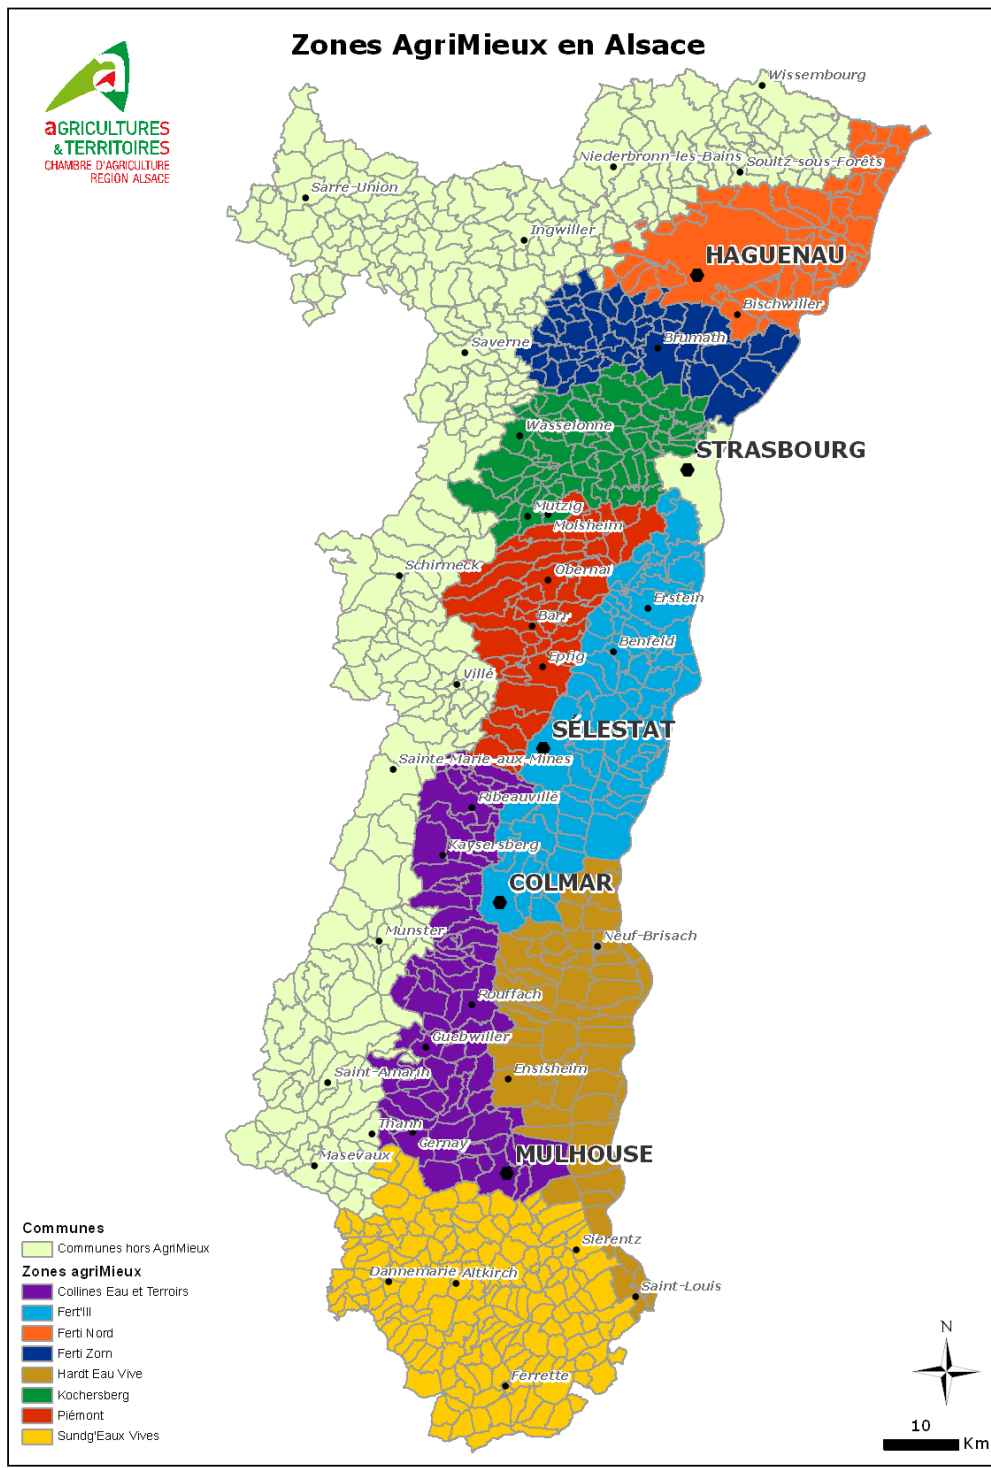 Zones AgriMieux en Alsace
aGRICULTURES
& TERRITOIRES
CHAMBRE D'AGRICULTURE
RÉGION ALSACE
Wissembourg
Niederbronn-les-Bains
Soultz-sous-Forêts
Sarre-Union
Ingwiller
HAGUENAU
Bischwiller
Brumath
Saverne
Wasselonne
STRASBOURG
Mutzig
Molsheim
Schirmeck
Obernai
Erstein
Barr
Benfeld
Epfig
Villé
SÉLESTAT
Sainte-Marie-aux-Mines
Ribeauvillé
Kaysersberg
COLMAR
Munster
Neuf-Brisach
Rouffach
Guebwiller
Ensisheim
Saint-Amarin
Thann
Cernay
MULHOUSE
Masevaux
Sierentz
Dannemarie
Altkirch
Saint-Louis
Ferrette
Communes
Communes hors AgriMieux
Zones agriMieux
Collines Eau et Terroirs
Fert'Ill
Ferti Nord
Ferti Zorn
Hardt Eau Vive
Kochersberg
Piémont
Sundg'Eaux Vives
N
10
Km